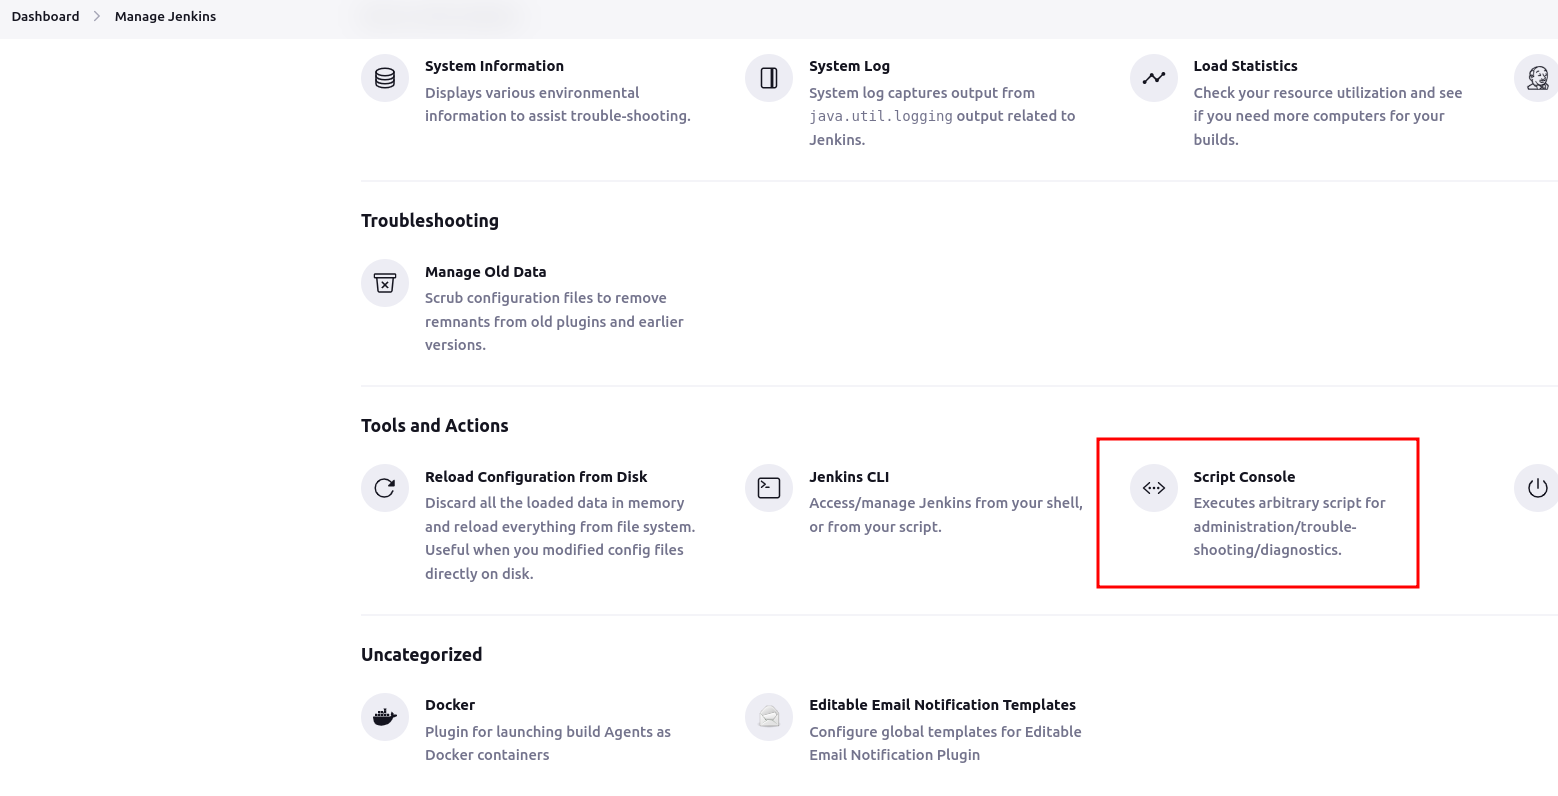 Dashboard > Manage Jenkins
System Information
Displays various environmental
information to assist trouble-shooting.
System Log
System log captures output from
java.util.logging output related to
Jenkins.
Load Statistics
Check your resource utilization and see
if you need more computers for your
builds.
Troubleshooting
Manage Old Data
Scrub configuration files to remove
remnants from old plugins and earlier
versions.
Tools and Actions
Reload Configuration from Disk
Discard all the loaded data in memory
and reload everything from file system.
Useful when you modified config files
directly on disk.
Jenkins CLI
Access/manage Jenkins from your shell,
or from your script.
Script Console
Executes arbitrary script for
administration/trouble-
shooting/diagnostics.
Uncategorized
Docker
Plugin for launching build Agents as
Docker containers
Editable Email Notification Templates
Configure global templates for Editable
Email Notification Plugin